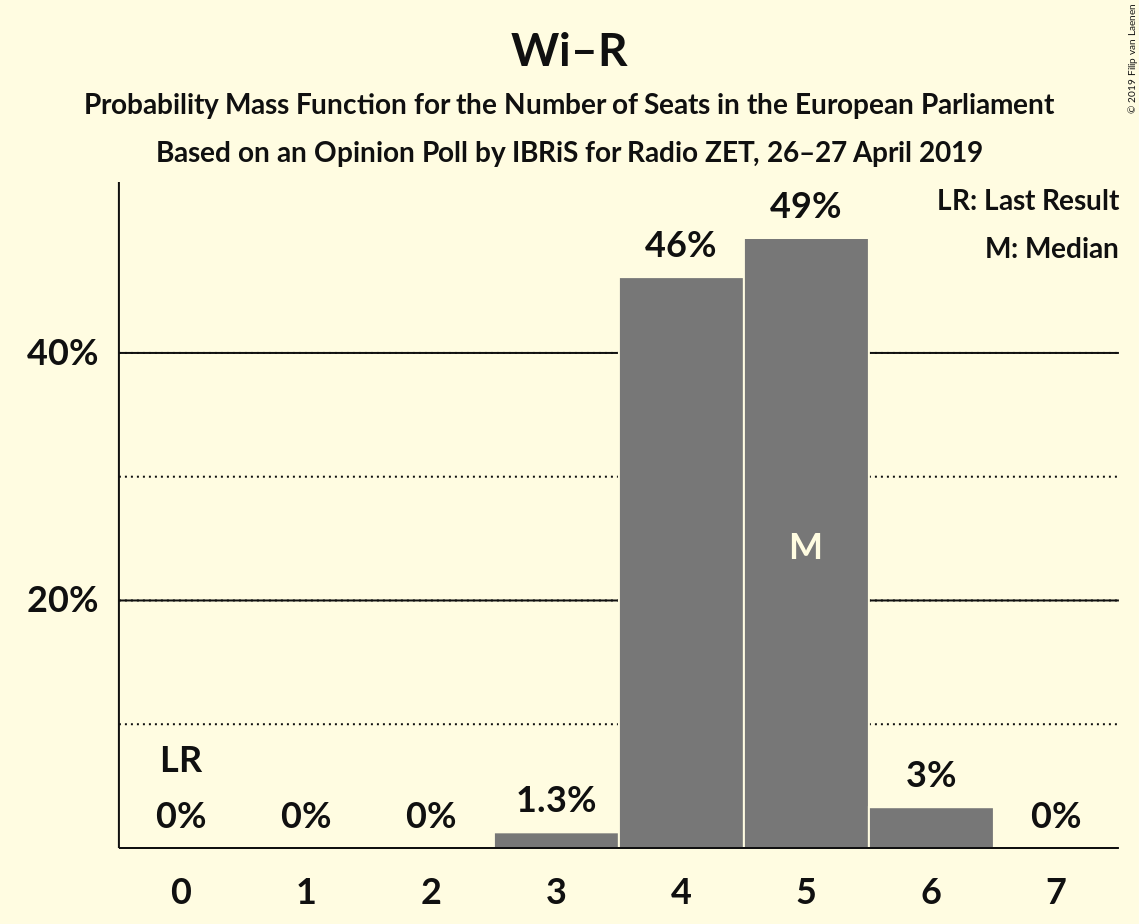 Wi–R
Probability Mass Function for the Number of Seats in the European Parliament
Based on an Opinion Poll by IBRiS for Radio ZET, 26–27 April 2019
© 2019 Filip van Laenen
LR: Last Result
M: Median
49%
46%
40%
M
20%
LR
0% 0% 0% 1.3% 3% 0%
0 1 2 3 4 5 6 7